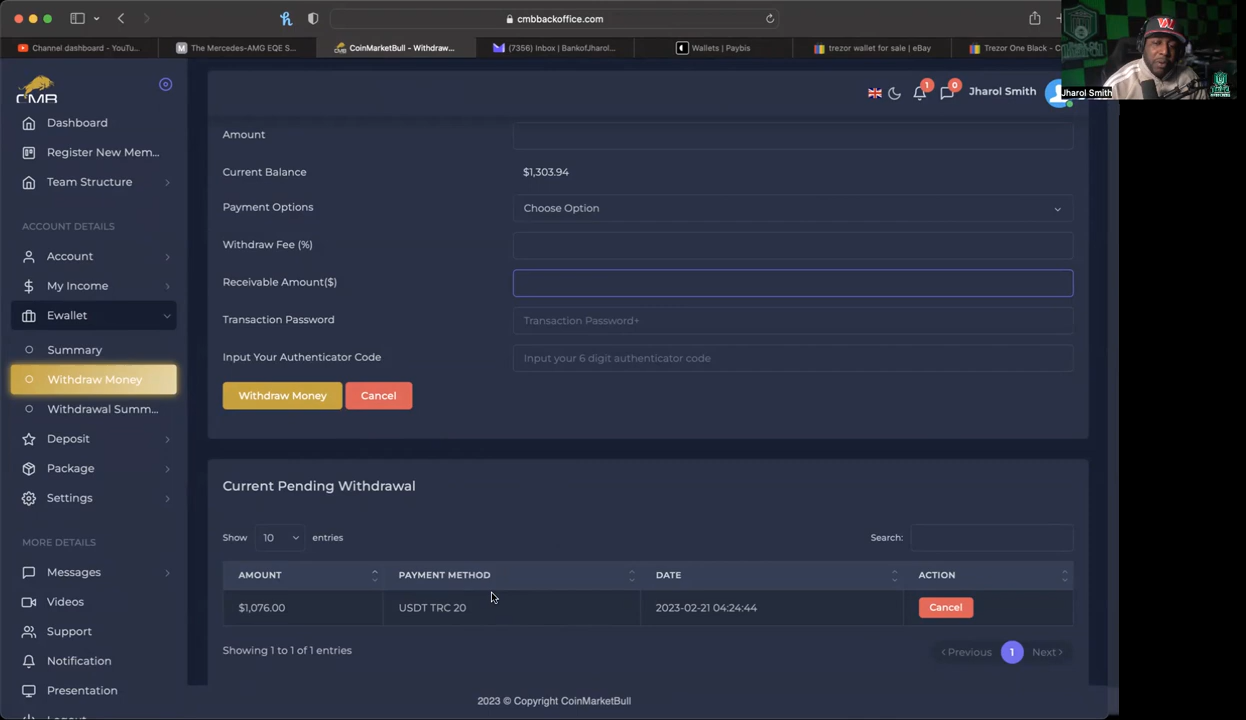 cmbbackoffice.com
Channel dashboard - YouTu...
The Mercedes-AMG EQE S...
CoinMarketBull - Withdraw...
(7356) Inbox | BankofJharol...
Wallets | Paybis
trezor wallet for sale | eBay
Trezor One Black - C
CMB
1
0
Jharol Smith
Jharol Smith
Dashboard
Register New Mem...
Team Structure
ACCOUNT DETAILS
Account
My Income
Ewallet
Summary
Withdraw Money
Withdrawal Summ...
Deposit
Package
Settings
MORE DETAILS
Messages
Videos
Support
Notification
Presentation
Logout
Amount
Current Balance
$1,303.94
Payment Options
Choose Option
Withdraw Fee (%)
Receivable Amount($)
Transaction Password
Transaction Password+
Input Your Authenticator Code
Input your 6 digit authenticator code
Withdraw Money
Cancel
Current Pending Withdrawal
Show 10 entries
Search:
AMOUNT PAYMENT METHOD DATE ACTION
$1,076.00 USDT TRC 20 2023-02-21 04:24:44 Cancel
Showing 1 to 1 of 1 entries
Previous 1 Next
2023 © Copyright CoinMarketBull